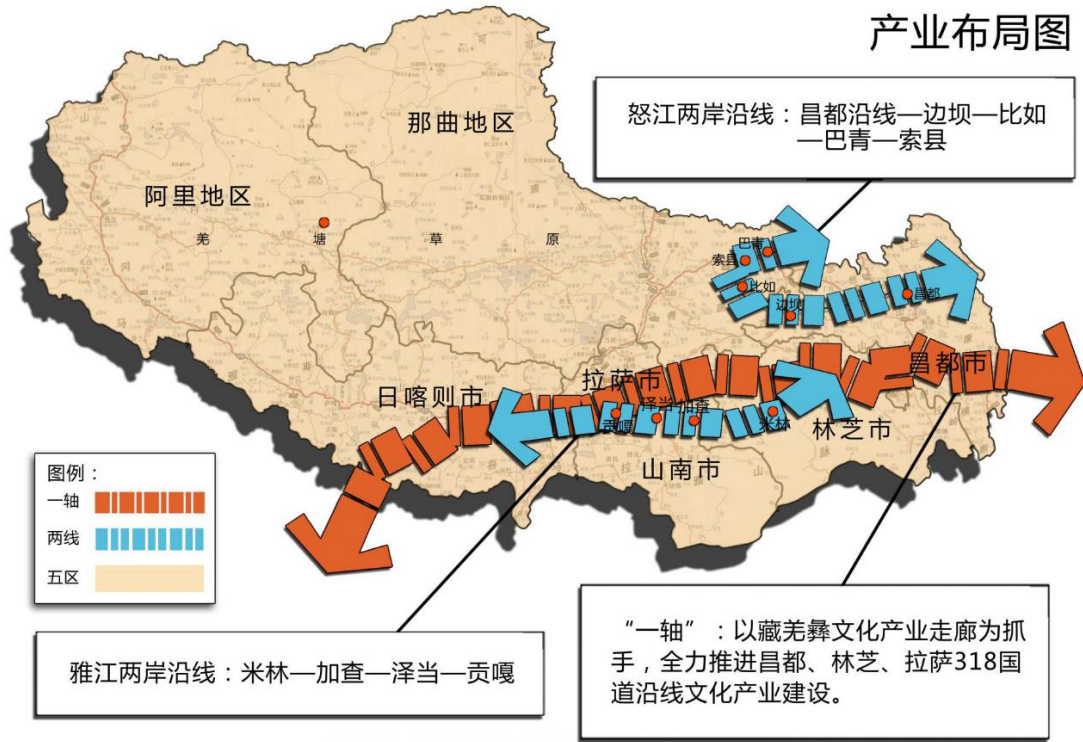 产业布局图
怒江两岸沿线：昌都沿线—边坝—比如
—巴青—索县
那曲地区
阿里地区
羌 塘 草 原
巴青
索县
比如
边坝
昌都
昌都市
拉萨市
日喀则市
泽当
加查
贡嘎
米林
林芝市
山南市
图例：
一轴
两线
五区
雅江两岸沿线：米林—加查—泽当—贡嘎
“一轴”：以藏羌彝文化产业走廊为抓
手，全力推进昌都、林芝、拉萨318国
道沿线文化产业建设。